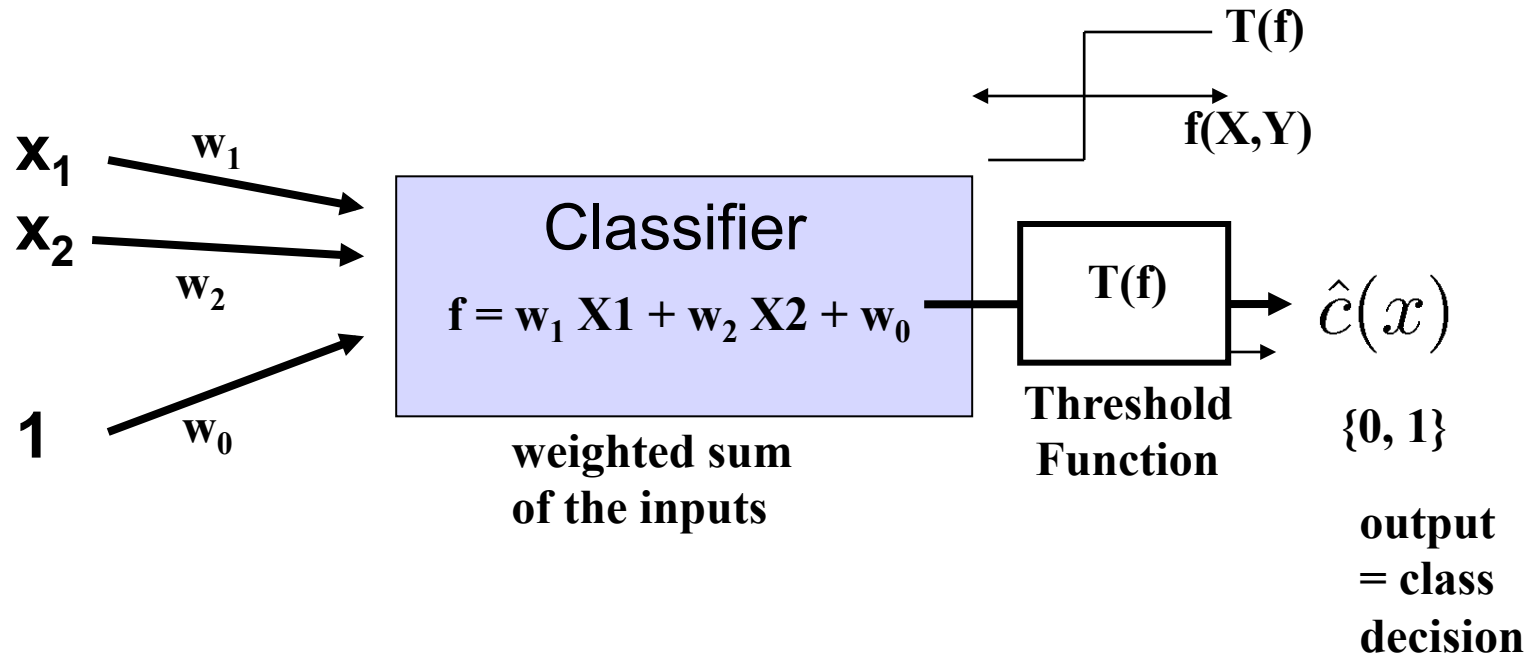 T(f)
f(X,Y)
x₁
w₁
x₂
w₂
1
w₀
Classifier
f = w₁ X1 + w₂ X2 + w₀
weighted sum
of the inputs
T(f)
Threshold
Function
ĉ(x)
{0, 1}
output
= class
decision